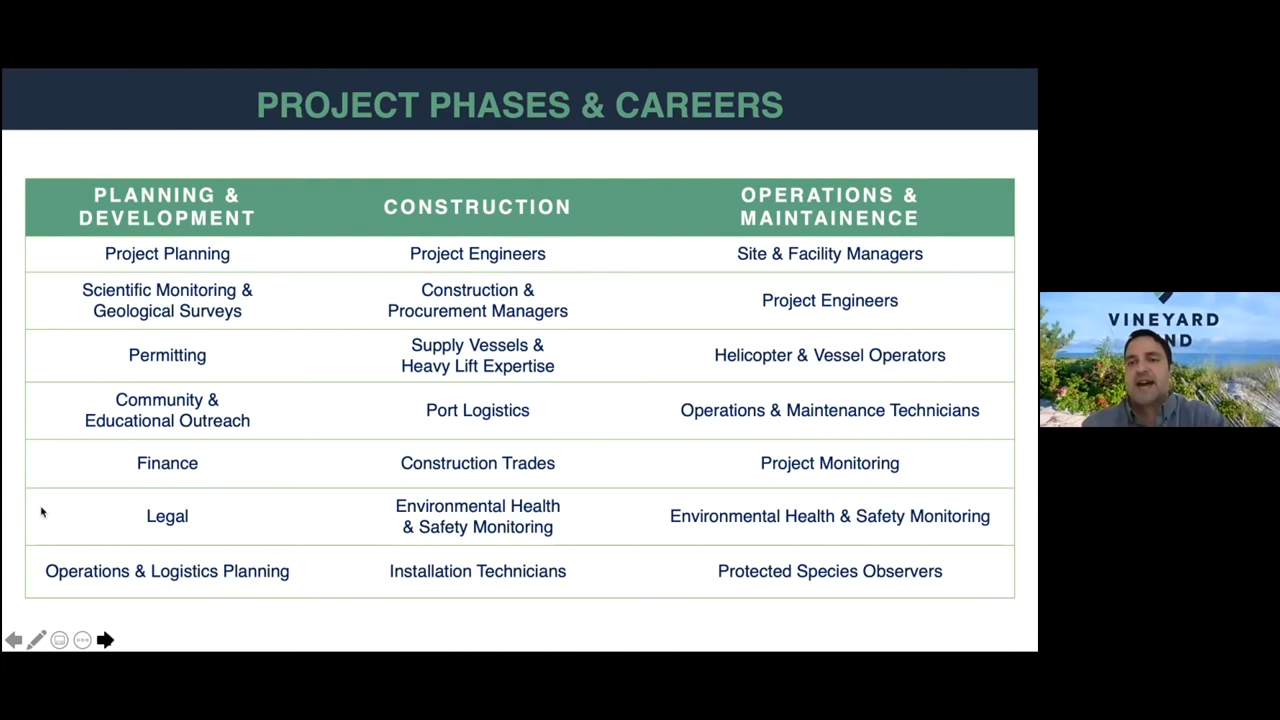 PROJECT PHASES & CAREERS
PLANNING &
DEVELOPMENT
CONSTRUCTION
OPERATIONS &
MAINTAINENCE
Project Planning
Project Engineers
Site & Facility Managers
Scientific Monitoring &
Geological Surveys
Construction &
Procurement Managers
Project Engineers
Permitting
Supply Vessels &
Heavy Lift Expertise
Helicopter & Vessel Operators
Community &
Educational Outreach
Port Logistics
Operations & Maintenance Technicians
Finance
Construction Trades
Project Monitoring
Legal
Environmental Health
& Safety Monitoring
Environmental Health & Safety Monitoring
Operations & Logistics Planning
Installation Technicians
Protected Species Observers
VINEYARD